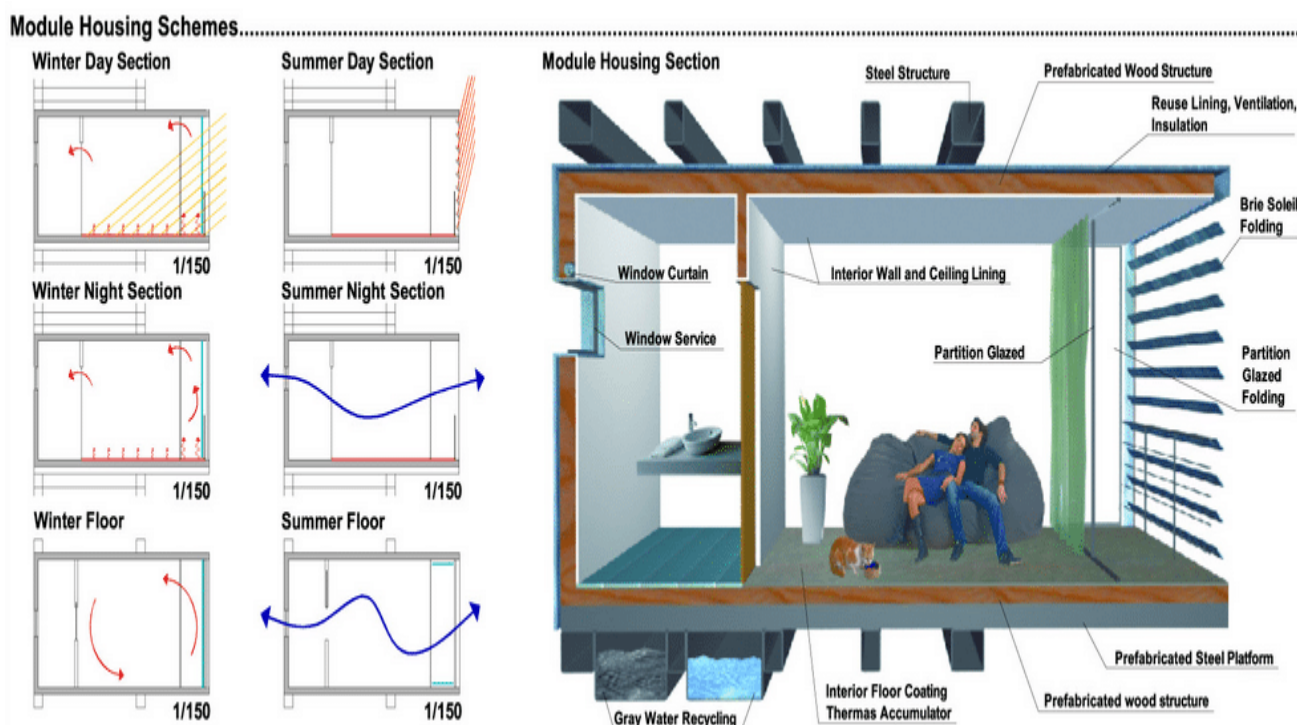 Module Housing Schemes
Winter Day Section
1/150
Summer Day Section
1/150
Winter Night Section
1/150
Summer Night Section
1/150
Winter Floor
1/150
Summer Floor
1/150
Module Housing Section
Steel Structure
Prefabricated Wood Structure
Reuse Lining, Ventilation,
Insulation
Brie Soleil
Folding
Window Curtain
Interior Wall and Ceiling Lining
Window Service
Partition Glazed
Partition
Glazed
Folding
Prefabricated Steel Platform
Interior Floor Coating
Thermas Accumulator
Prefabricated wood structure
Gray Water Recycling